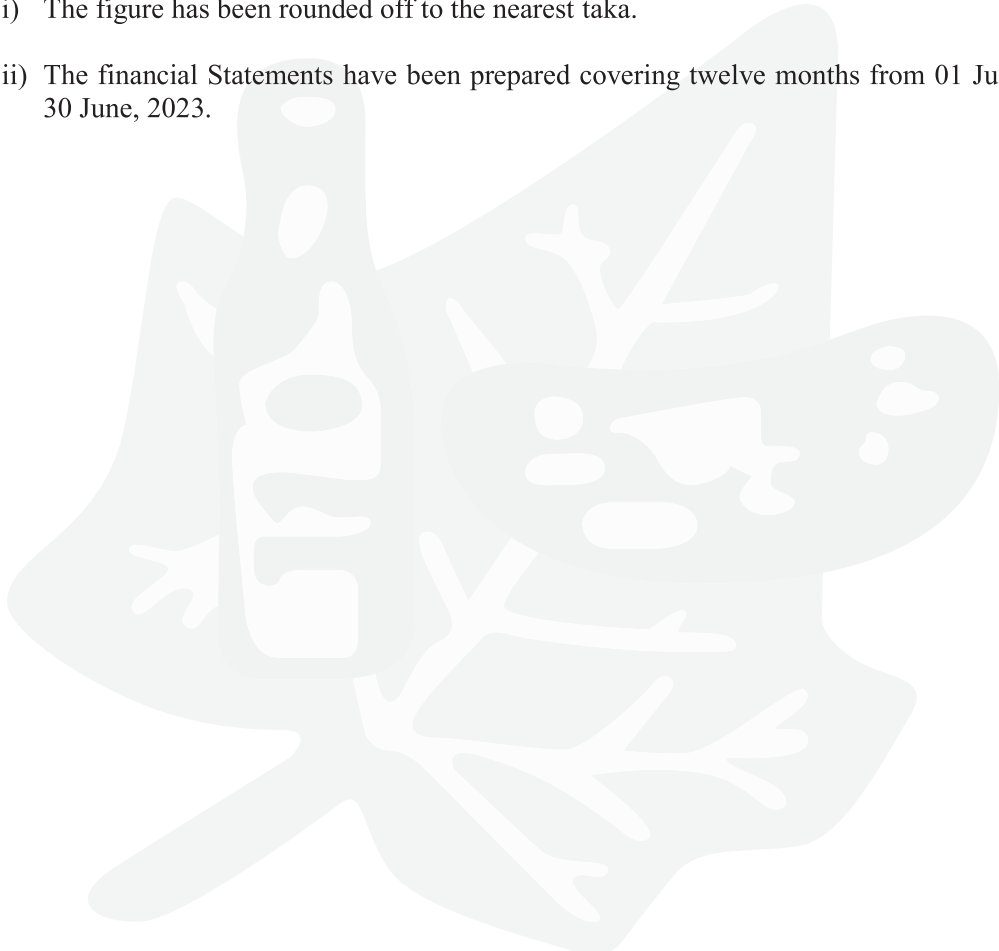 i) The figure has been rounded off to the nearest taka.
ii) The financial Statements have been prepared covering twelve months from 01 Ju
30 June, 2023.